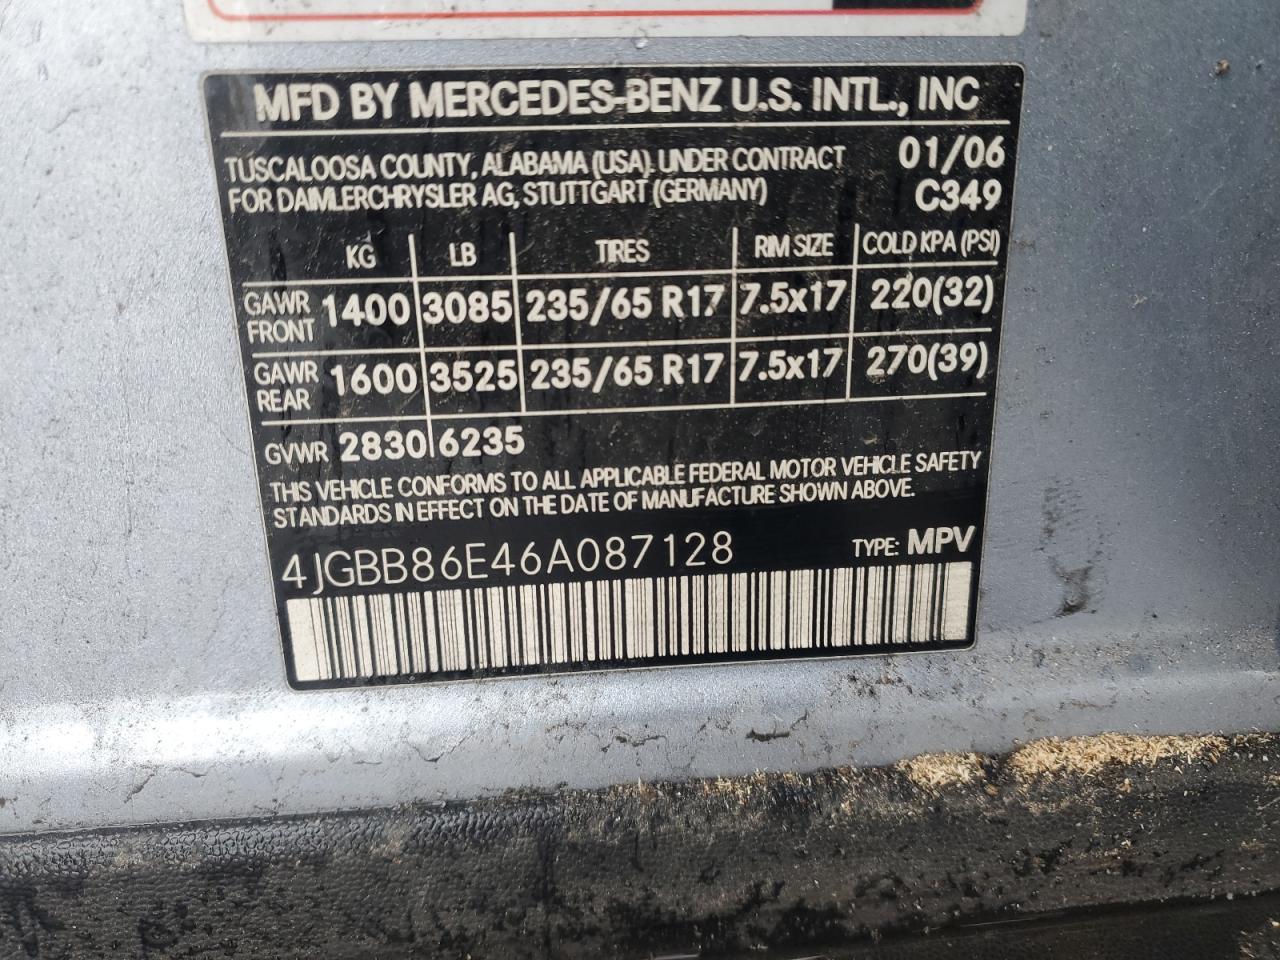 MFD BY MERCEDES-BENZ U.S. INTL., INC
TUSCALOOSA COUNTY, ALABAMA (USA). UNDER CONTRACT 01/06
FOR DAIMLERCHRYSLER AG, STUTTGART (GERMANY) C349
KG LB TIRES RIM SIZE COLD KPA (PSI)
GAWR FRONT 1400 3085 235/65 R17 7.5x17 220(32)
GAWR REAR 1600 3525 235/65 R17 7.5x17 270(39)
GVWR 2830 6235
THIS VEHICLE CONFORMS TO ALL APPLICABLE FEDERAL MOTOR VEHICLE SAFETY
STANDARDS IN EFFECT ON THE DATE OF MANUFACTURE SHOWN ABOVE.
4JGBB86E46A087128 TYPE: MPV